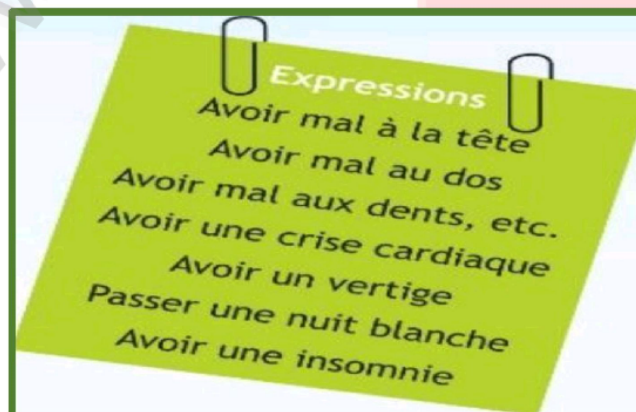 Expressions
Avoir mal à la tête
Avoir mal au dos
Avoir mal aux dents, etc.
Avoir une crise cardiaque
Avoir un vertige
Passer une nuit blanche
Avoir une insomnie